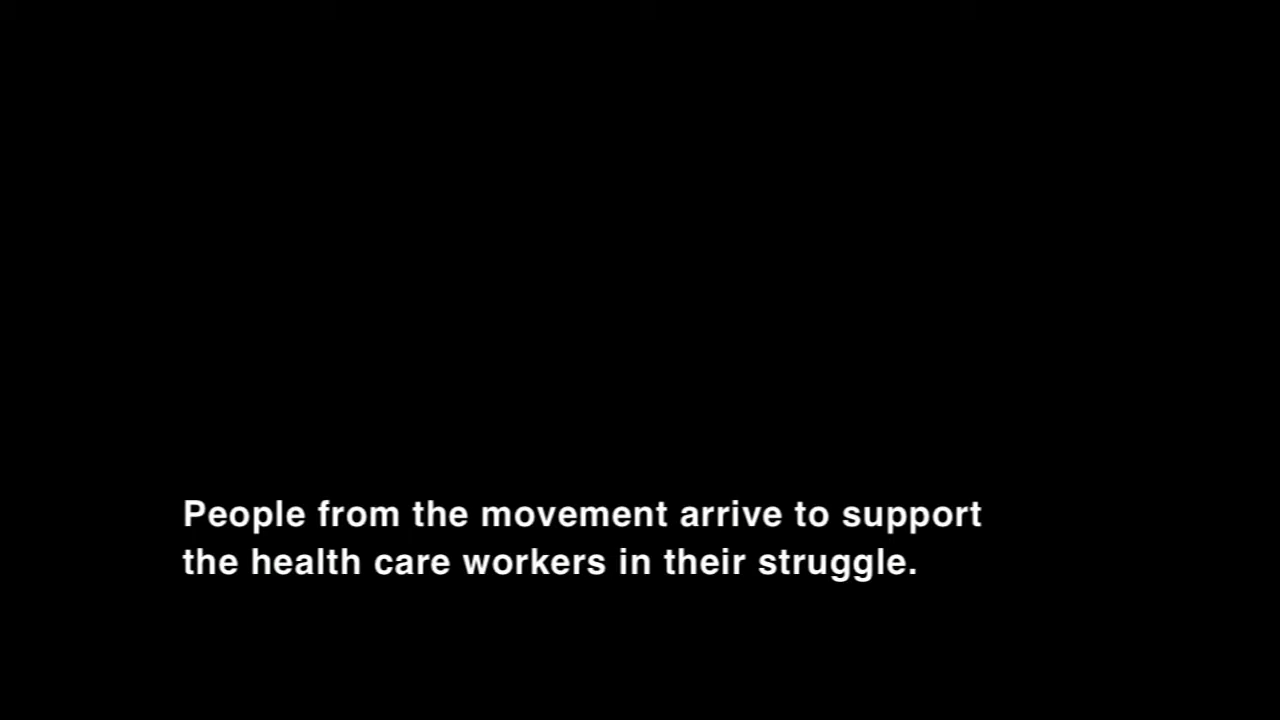 People from the movement arrive to support
the health care workers in their struggle.